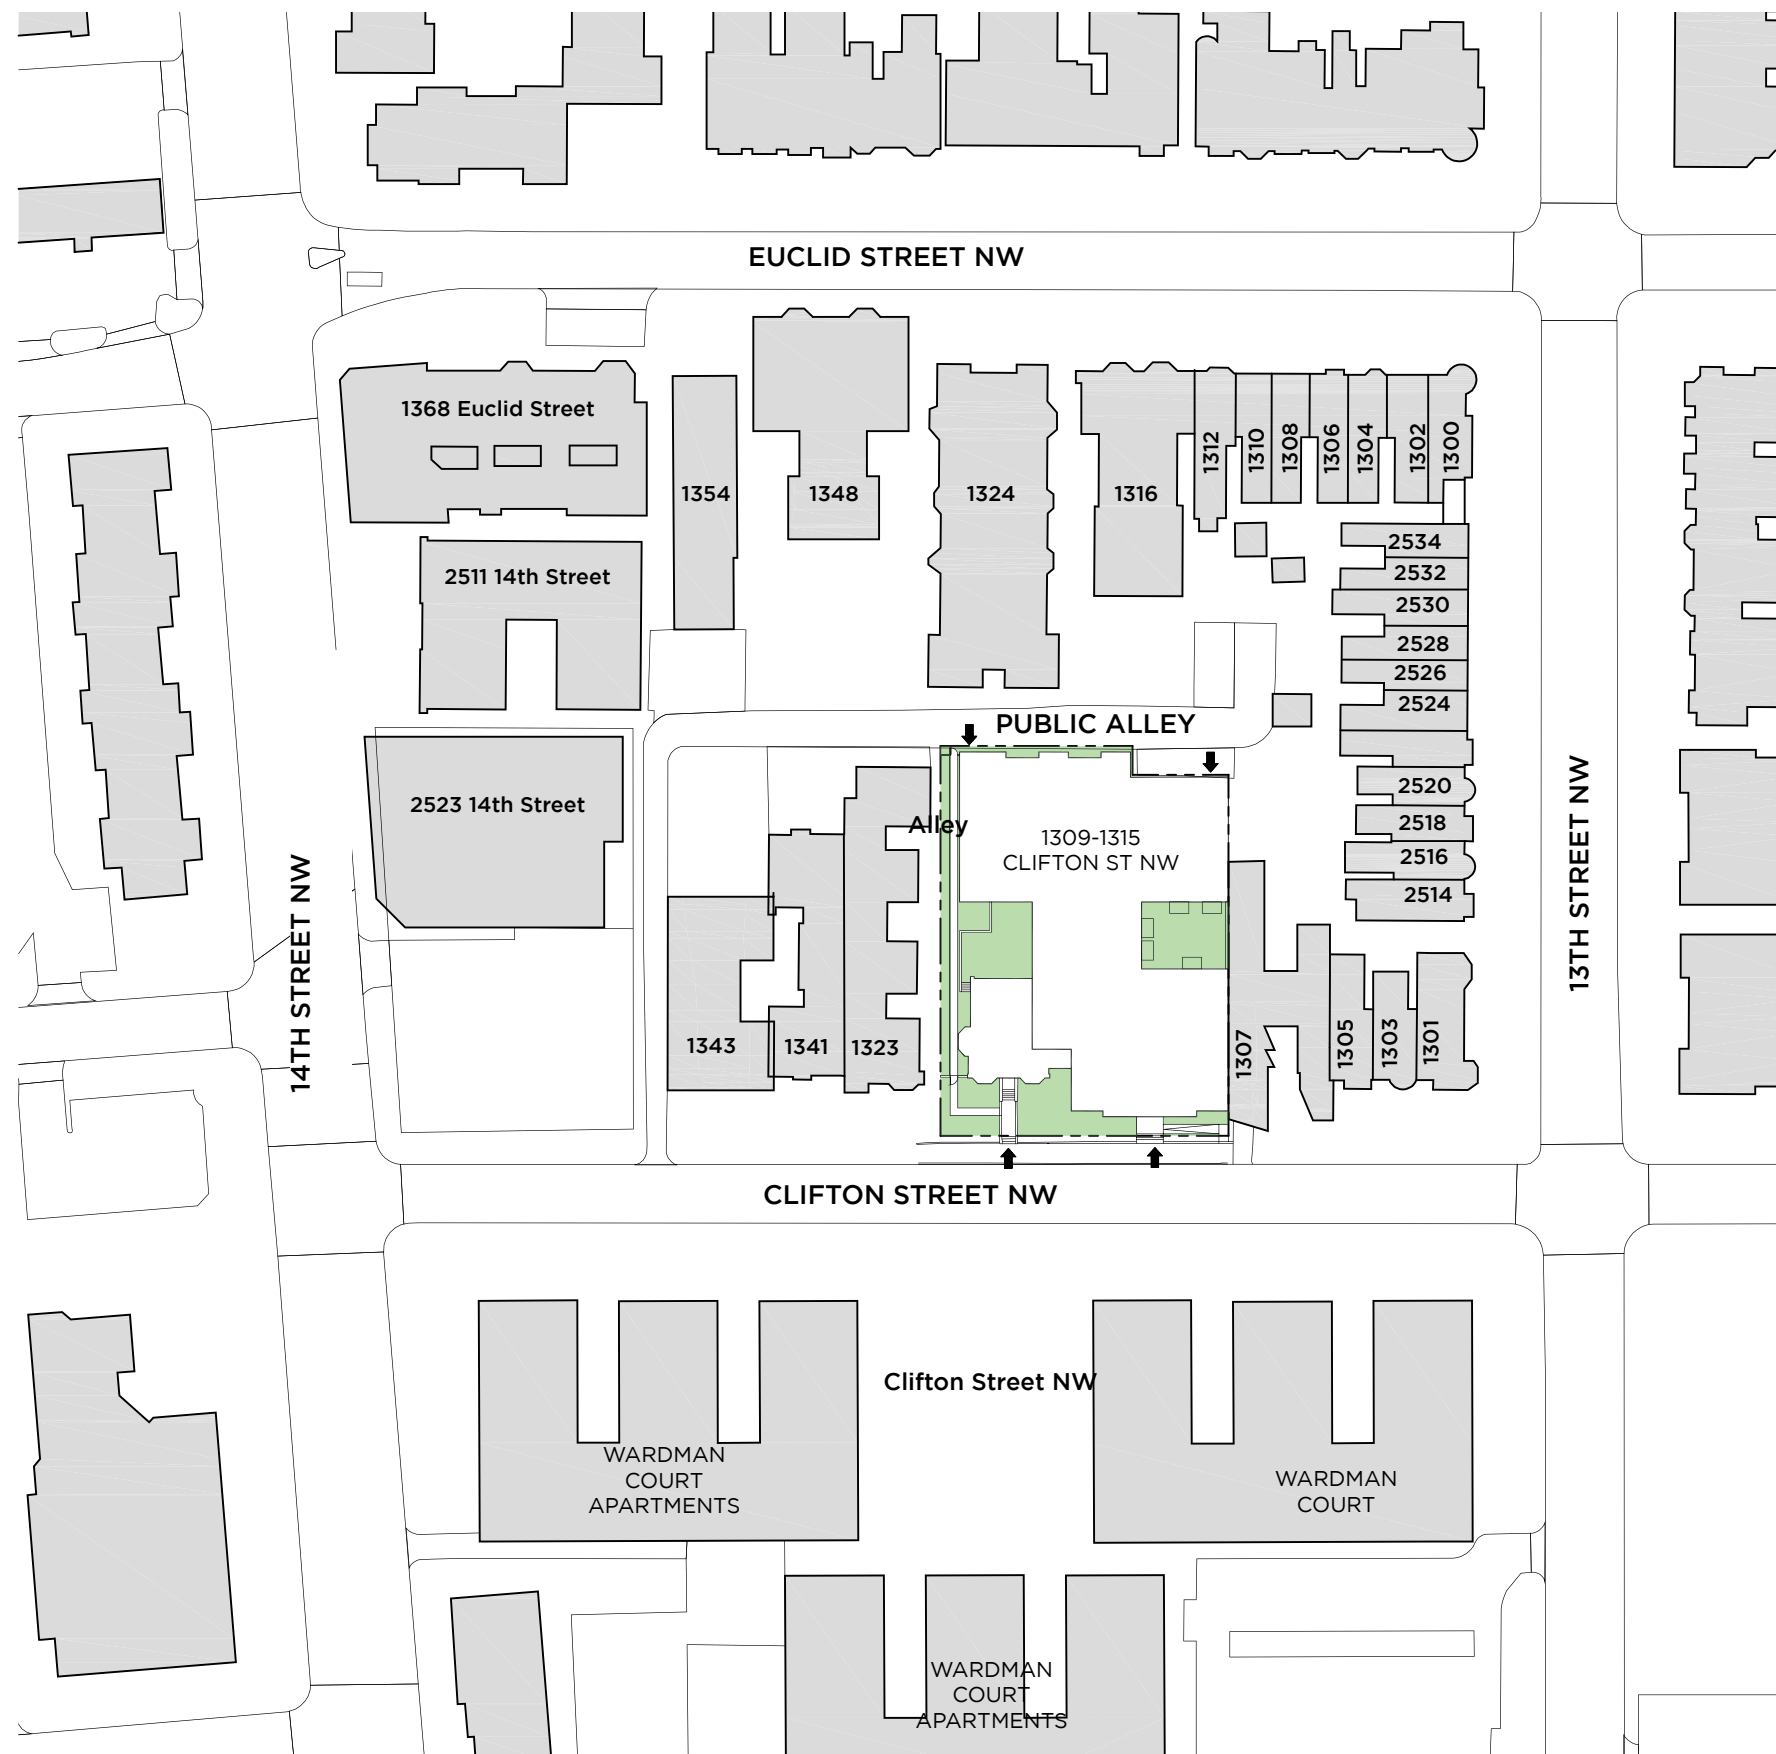 EUCLID STREET NW
1368 Euclid Street
1354
1348
1324
1316
1312
1310
1308
1306
1304
1302
1300
2511 14th Street
2534
2532
2530
2528
2526
2524
PUBLIC ALLEY
2523 14th Street
Alley
1309-1315
CLIFTON ST NW
2520
2518
2516
2514
14TH STREET NW
13TH STREET NW
1343
1341
1323
1307
1305
1303
1301
CLIFTON STREET NW
Clifton Street NW
WARDMAN
COURT
APARTMENTS
WARDMAN
COURT
WARDMAN
COURT
APARTMENTS